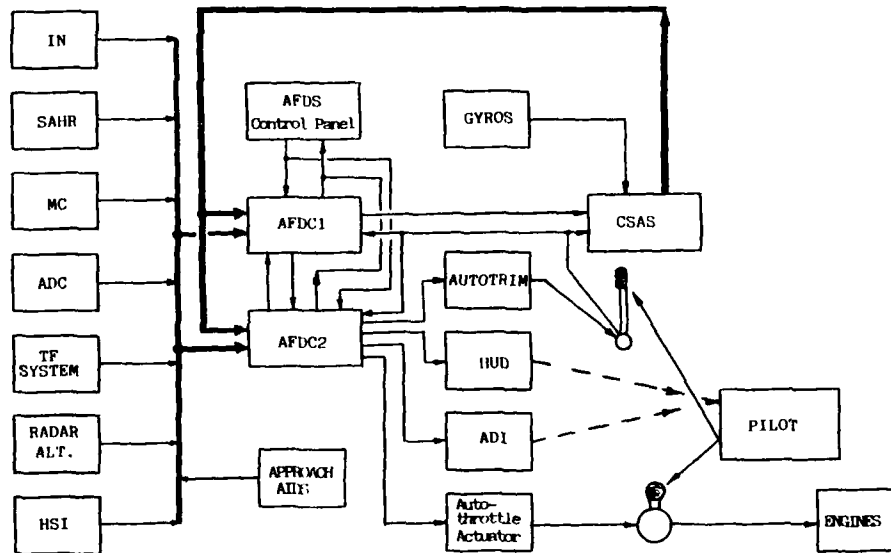 IN
SAHR
MC
ADC
TF
SYSTEM
RADAR
ALT.
HSI
AFDS
Control Panel
AFDC1
AFDC2
APPROACH
AIDS
GYROS
CSAS
AUTOTRIM
HUD
ADI
Auto-
throttle
Actuator
PILOT
ENGINES